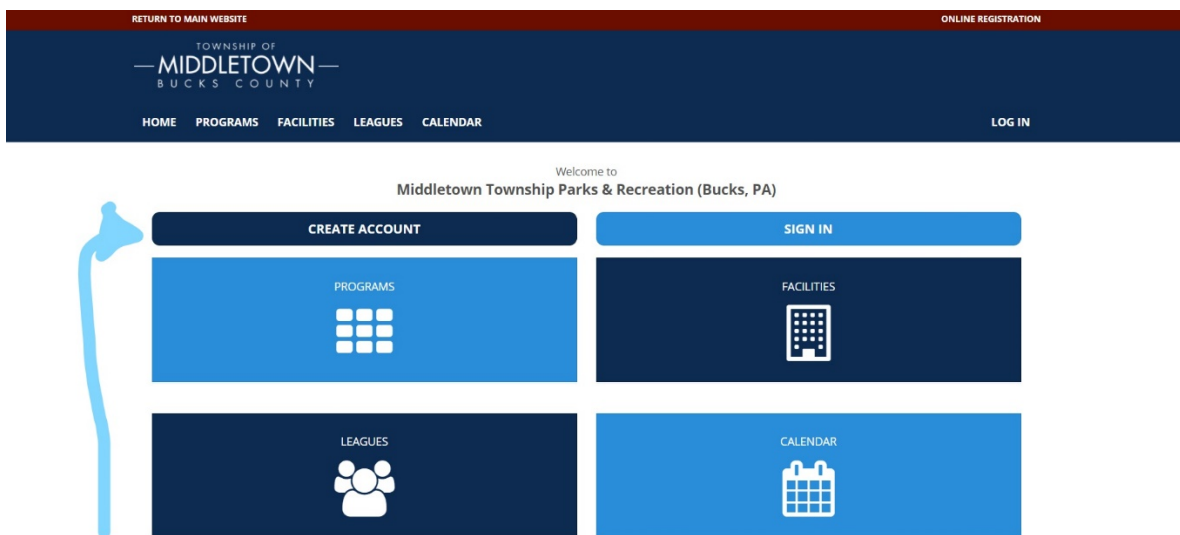 RETURN TO MAIN WEBSITE
ONLINE REGISTRATION
TOWNSHIP OF
MIDDLETOWN
BUCKS COUNTY
HOME PROGRAMS FACILITIES LEAGUES CALENDAR
LOG IN
Welcome to
Middletown Township Parks & Recreation (Bucks, PA)
CREATE ACCOUNT
SIGN IN
PROGRAMS
FACILITIES
LEAGUES
CALENDAR